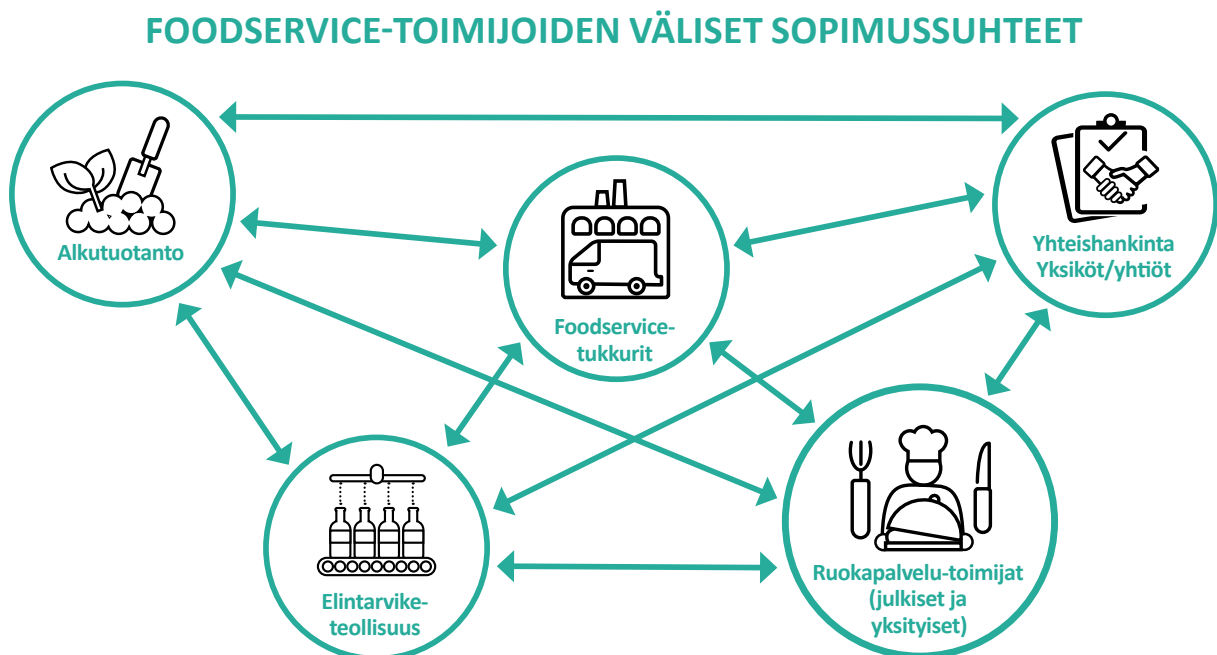 FOODSERVICE-TOIMIJOIDEN VÄLISET SOPIMUSSUHTEET
Alkutuotanto
Yhteishankinta
Yksiköt/yhtiöt
Foodservice-
tukkurit
Elintarvike-
teollisuus
Ruokapalvelu-toimijat
(julkiset ja
yksityiset)